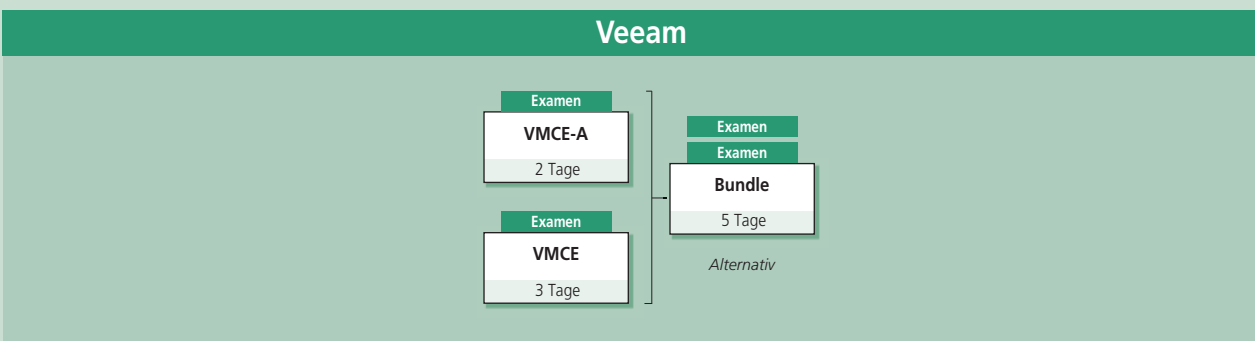 Veeam
Examen
VMCE-A
2 Tage
Examen
VMCE
3 Tage
Examen
Examen
Bundle
5 Tage
Alternativ